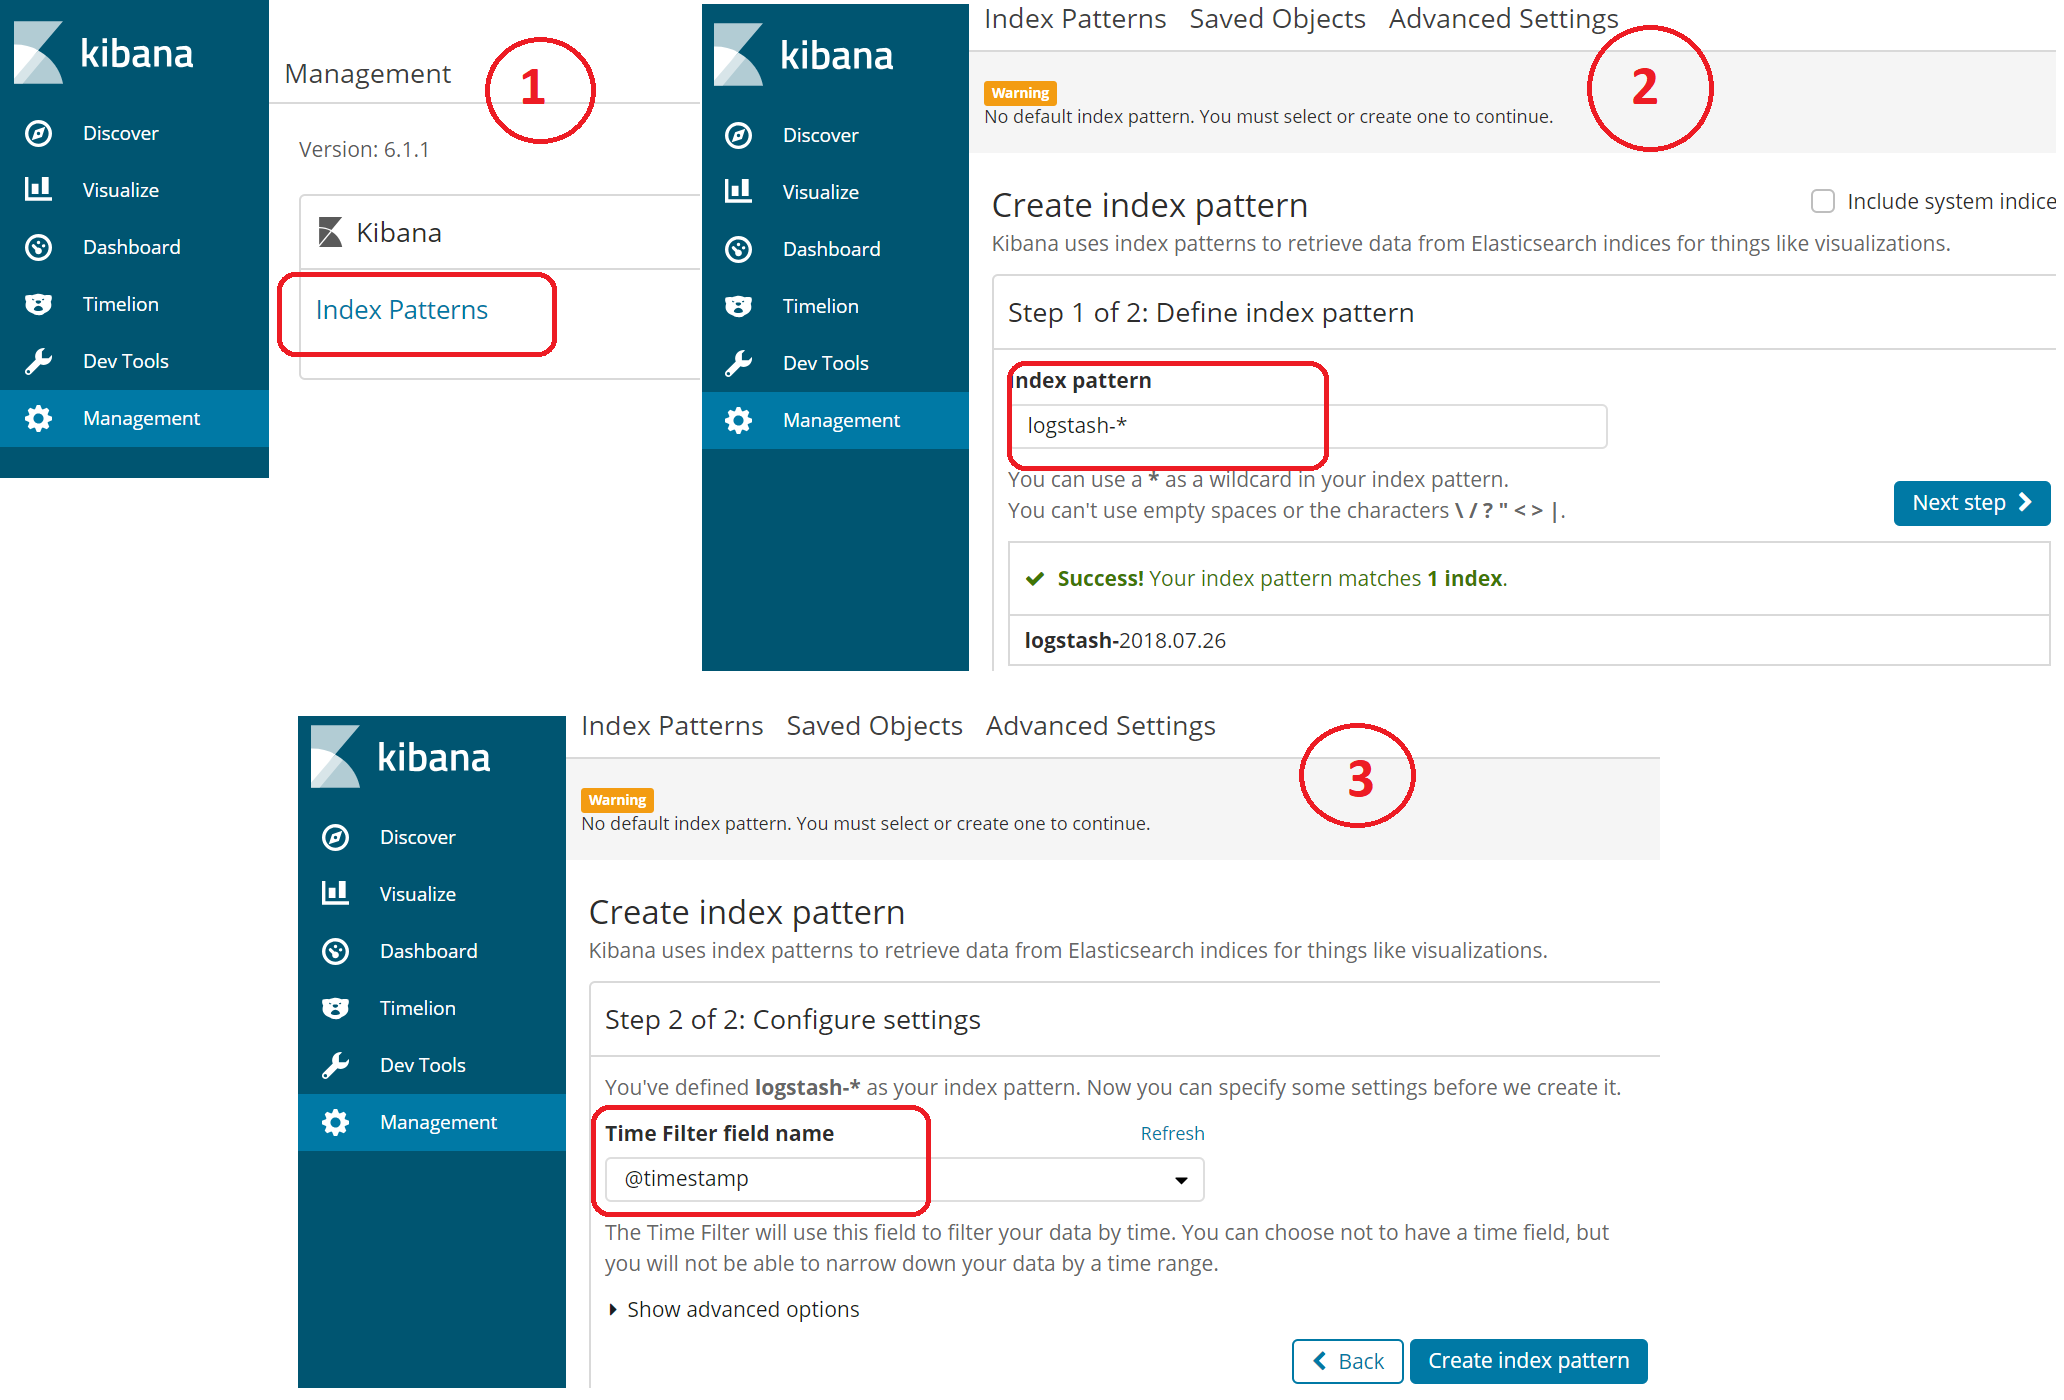 kibana
Discover
Visualize
Dashboard
Timelion
Dev Tools
Management
Management
1
Version: 6.1.1
Kibana
Index Patterns
kibana
Discover
Visualize
Dashboard
Timelion
Dev Tools
Management
Index Patterns Saved Objects Advanced Settings
2
Warning
No default index pattern. You must select or create one to continue.
Create index pattern
Include system indice
Kibana uses index patterns to retrieve data from Elasticsearch indices for things like visualizations.
Step 1 of 2: Define index pattern
Index pattern
logstash-*
You can use a * as a wildcard in your index pattern.
You can't use empty spaces or the characters \ / ? " < > |.
Next step
Success! Your index pattern matches 1 index.
logstash-2018.07.26
kibana
Discover
Visualize
Dashboard
Timelion
Dev Tools
Management
Index Patterns Saved Objects Advanced Settings
3
Warning
No default index pattern. You must select or create one to continue.
Create index pattern
Kibana uses index patterns to retrieve data from Elasticsearch indices for things like visualizations.
Step 2 of 2: Configure settings
You've defined logstash-* as your index pattern. Now you can specify some settings before we create it.
Time Filter field name
Refresh
@timestamp
The Time Filter will use this field to filter your data by time. You can choose not to have a time field, but
you will not be able to narrow down your data by a time range.
Show advanced options
Back
Create index pattern